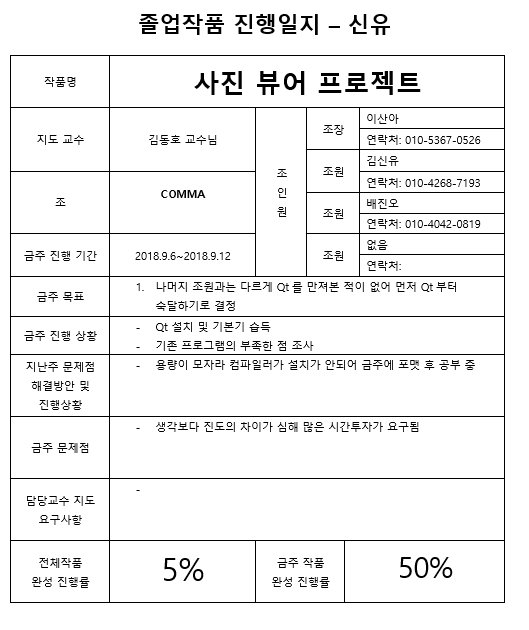 졸업작품 진행일지 – 신유
작품명
사진 뷰어 프로젝트
지도 교수
김동호 교수님
조
COMMA
금주 진행 기간
2018.9.6~2018.9.12
조
인
원
조장
이산아
연락처: 010-5367-0526
조원
김신유
연락처: 010-4268-7193
조원
배진오
연락처: 010-4042-0819
조원
없음
연락처:
금주 목표
1. 나머지 조원과는 다르게 Qt를 만져본 적이 없어 먼저 Qt부터
숙달하기로 결정
금주 진행 상황
- Qt 설치 및 기본기 습득
- 기존 프로그램의 부족한 점 조사
지난주 문제점
해결방안 및
진행상황
- 용량이 모자라 컴파일러가 설치가 안되어 금주에 포맷 후 공부 중
금주 문제점
- 생각보다 진도의 차이가 심해 많은 시간투자가 요구됨
담당교수 지도
요구사항
-
전체작품
완성 진행률
5%
금주 작품
완성 진행률
50%